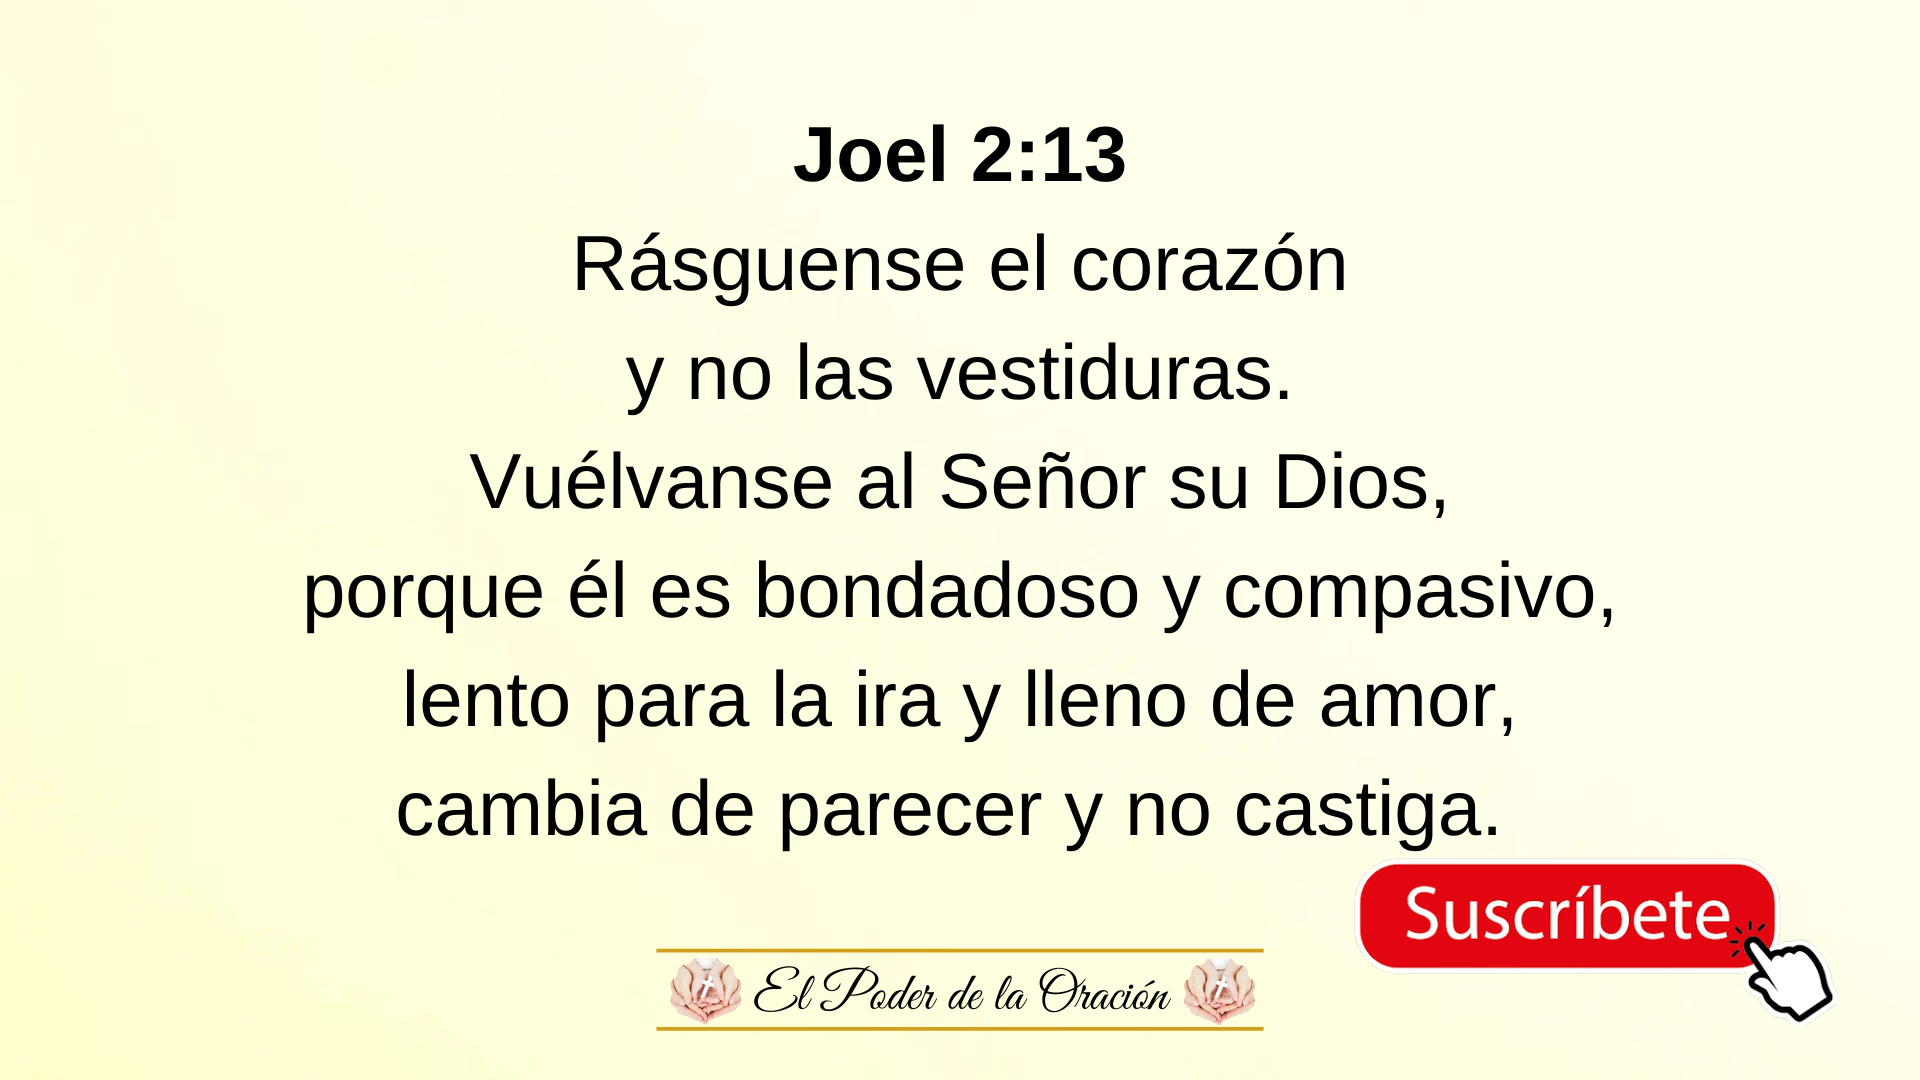 Joel 2:13
Rásguense el corazón
y no las vestiduras.
Vuélvanse al Señor su Dios,
porque él es bondadoso y compasivo,
lento para la ira y lleno de amor,
cambia de parecer y no castiga.
Suscríbete
El Poder de la Oración